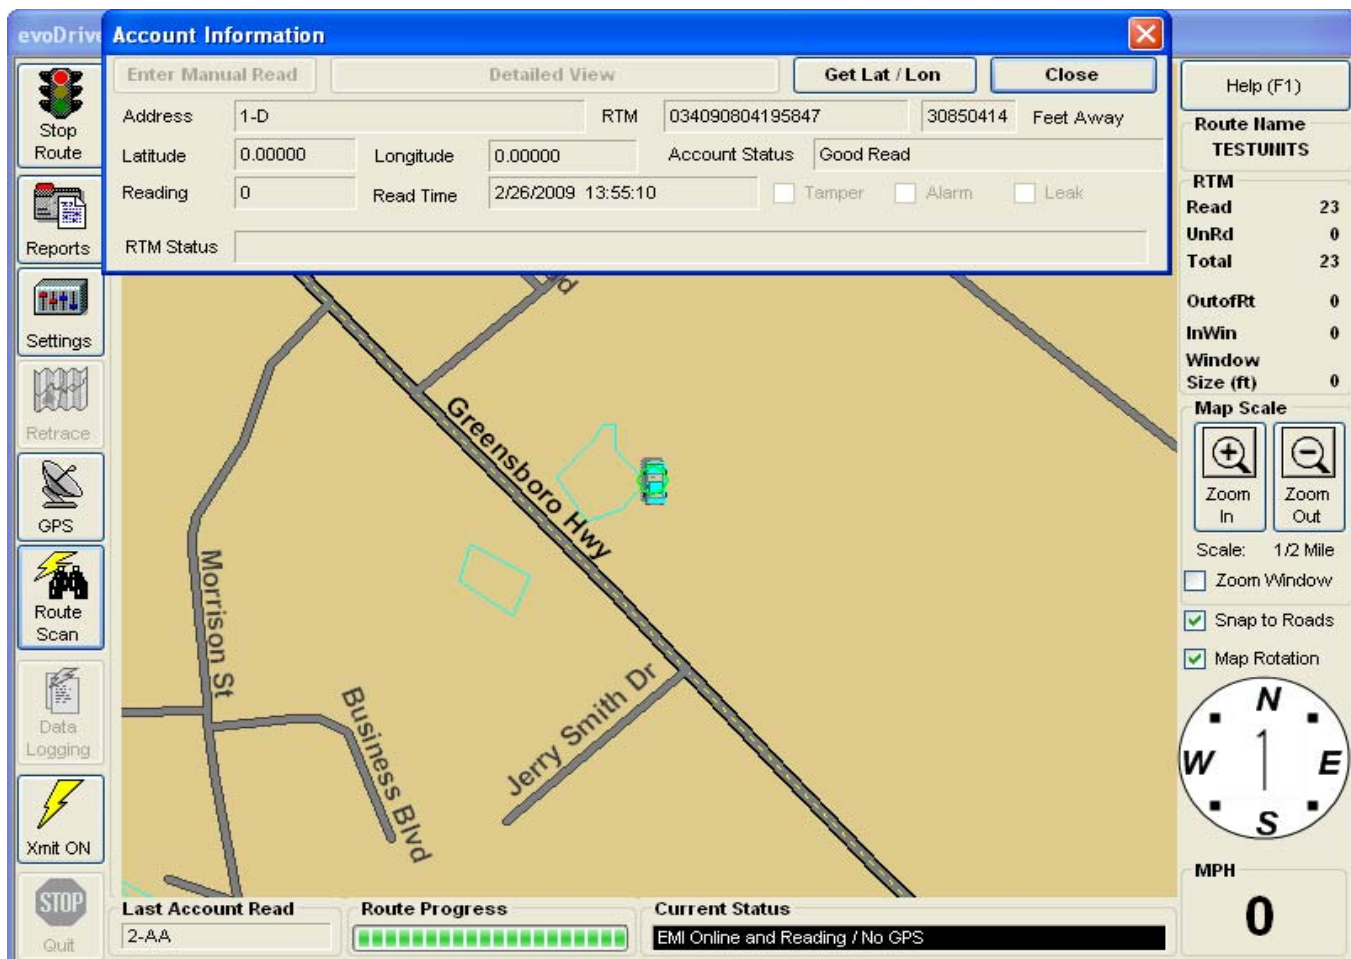 evoDrive
Account Information
Enter Manual Read
Detailed View
Get Lat / Lon
Close
Address
1-D
RTM
034090804195847
30850414
Feet Away
Latitude
0.00000
Longitude
0.00000
Account Status
Good Read
Reading
0
Read Time
2/26/2009 13:55:10
Tamper
Alarm
Leak
RTM Status
Stop
Route
Reports
Settings
Retrace
GPS
Route
Scan
Data
Logging
Xmit ON
STOP
Quit
Greensboro Hwy
Morrison St
Business Blvd
Jerry Smith Dr
Help (F1)
Route Name
TESTUNITS
RTM
Read 23
UnRd 0
Total 23
OutofRt 0
InWin 0
Window
Size (ft) 0
Map Scale
Zoom
In
Zoom
Out
Scale: 1/2 Mile
Zoom Window
Snap to Roads
Map Rotation
N
W
E
S
MPH
0
Last Account Read
2-AA
Route Progress
Current Status
EMI Online and Reading / No GPS